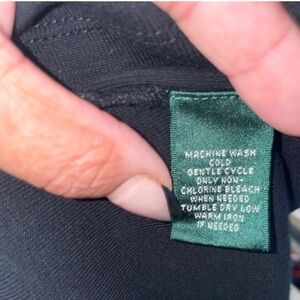 MACHINE WASH
COLD
GENTLE CYCLE
ONLY NON-
CHLORINE BLEACH
WHEN NEEDED
TUMBLE DRY LOW
WARM IRON
IF NEEDED